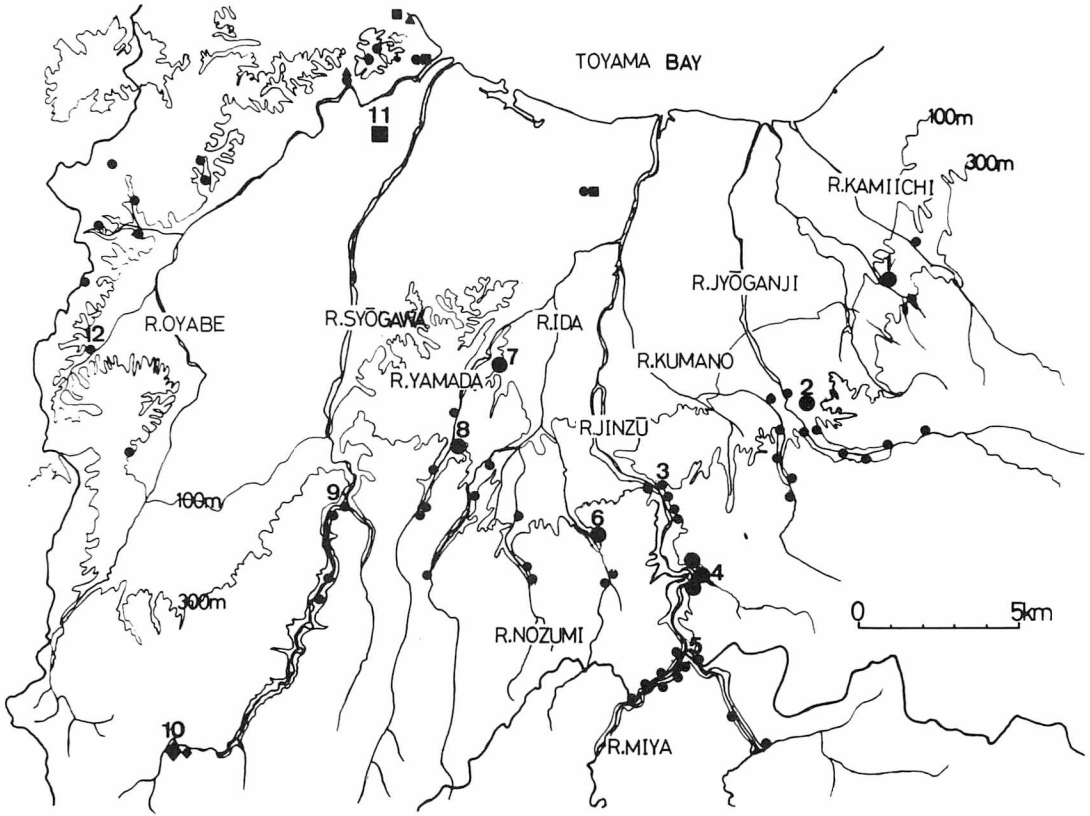 TOYAMA BAY
11
100m
300m
R.KAMIICHI
1
R.JYŌGANJI
R.OYABE
12
R.SYŌGAWA
R.IDA
7
R.KUMANO
R.YAMADA
2
8
R.JINZŪ
3
9
100m
6
4
300m
0 5km
R.NOZUMI
5
10
R.MIYA